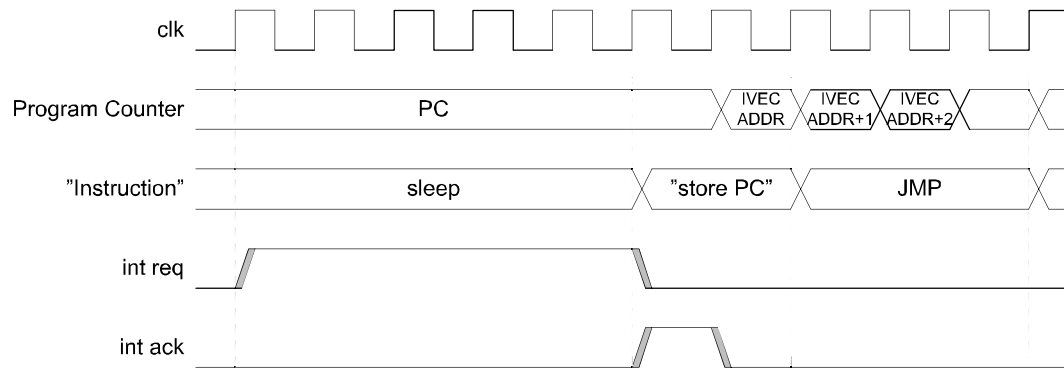 clk
Program Counter
PC
IVEC
ADDR
IVEC
ADDR+1
IVEC
ADDR+2
”Instruction”
sleep
”store PC”
JMP
int req
int ack